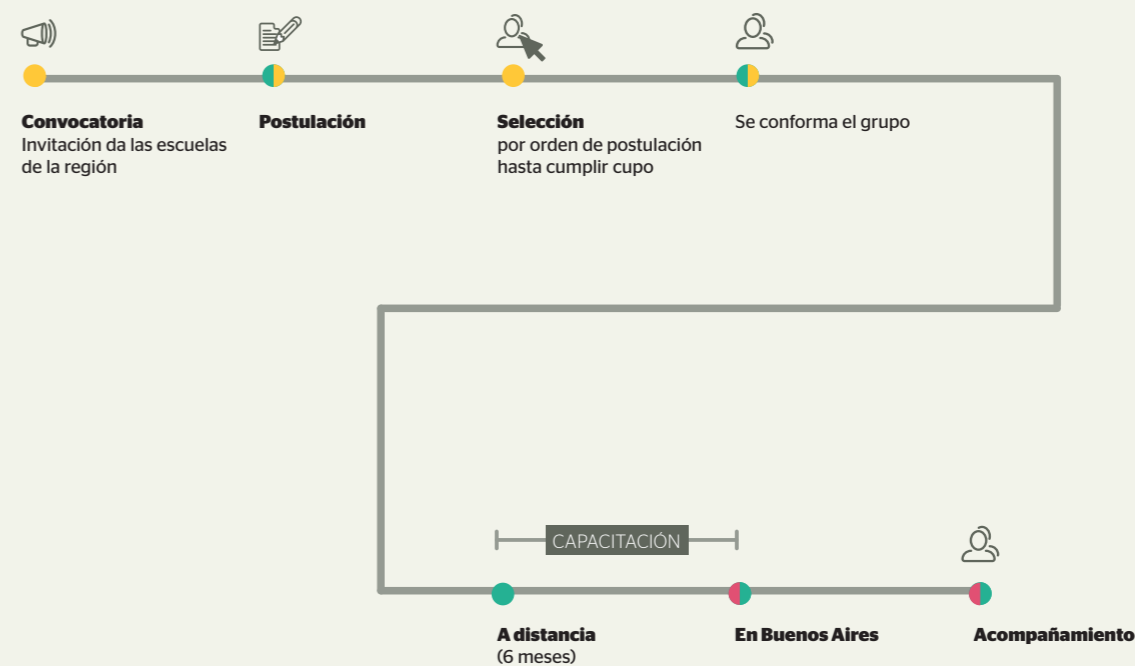 Convocatoria
Invitación da las escuelas
de la región
Postulación
Selección
por orden de postulación
hasta cumplir cupo
Se conforma el grupo
CAPACITACIÓN
A distancia
(6 meses)
En Buenos Aires
Acompañamiento